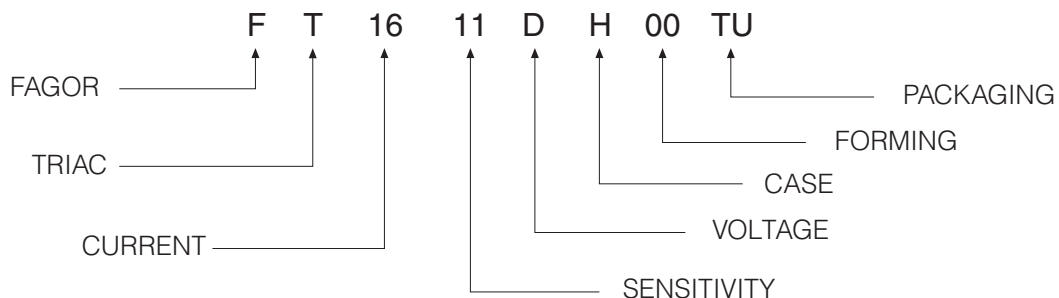 F T 16 11 D H 00 TU
FAGOR
PACKAGING
FORMING
TRIAC
CASE
VOLTAGE
CURRENT
SENSITIVITY